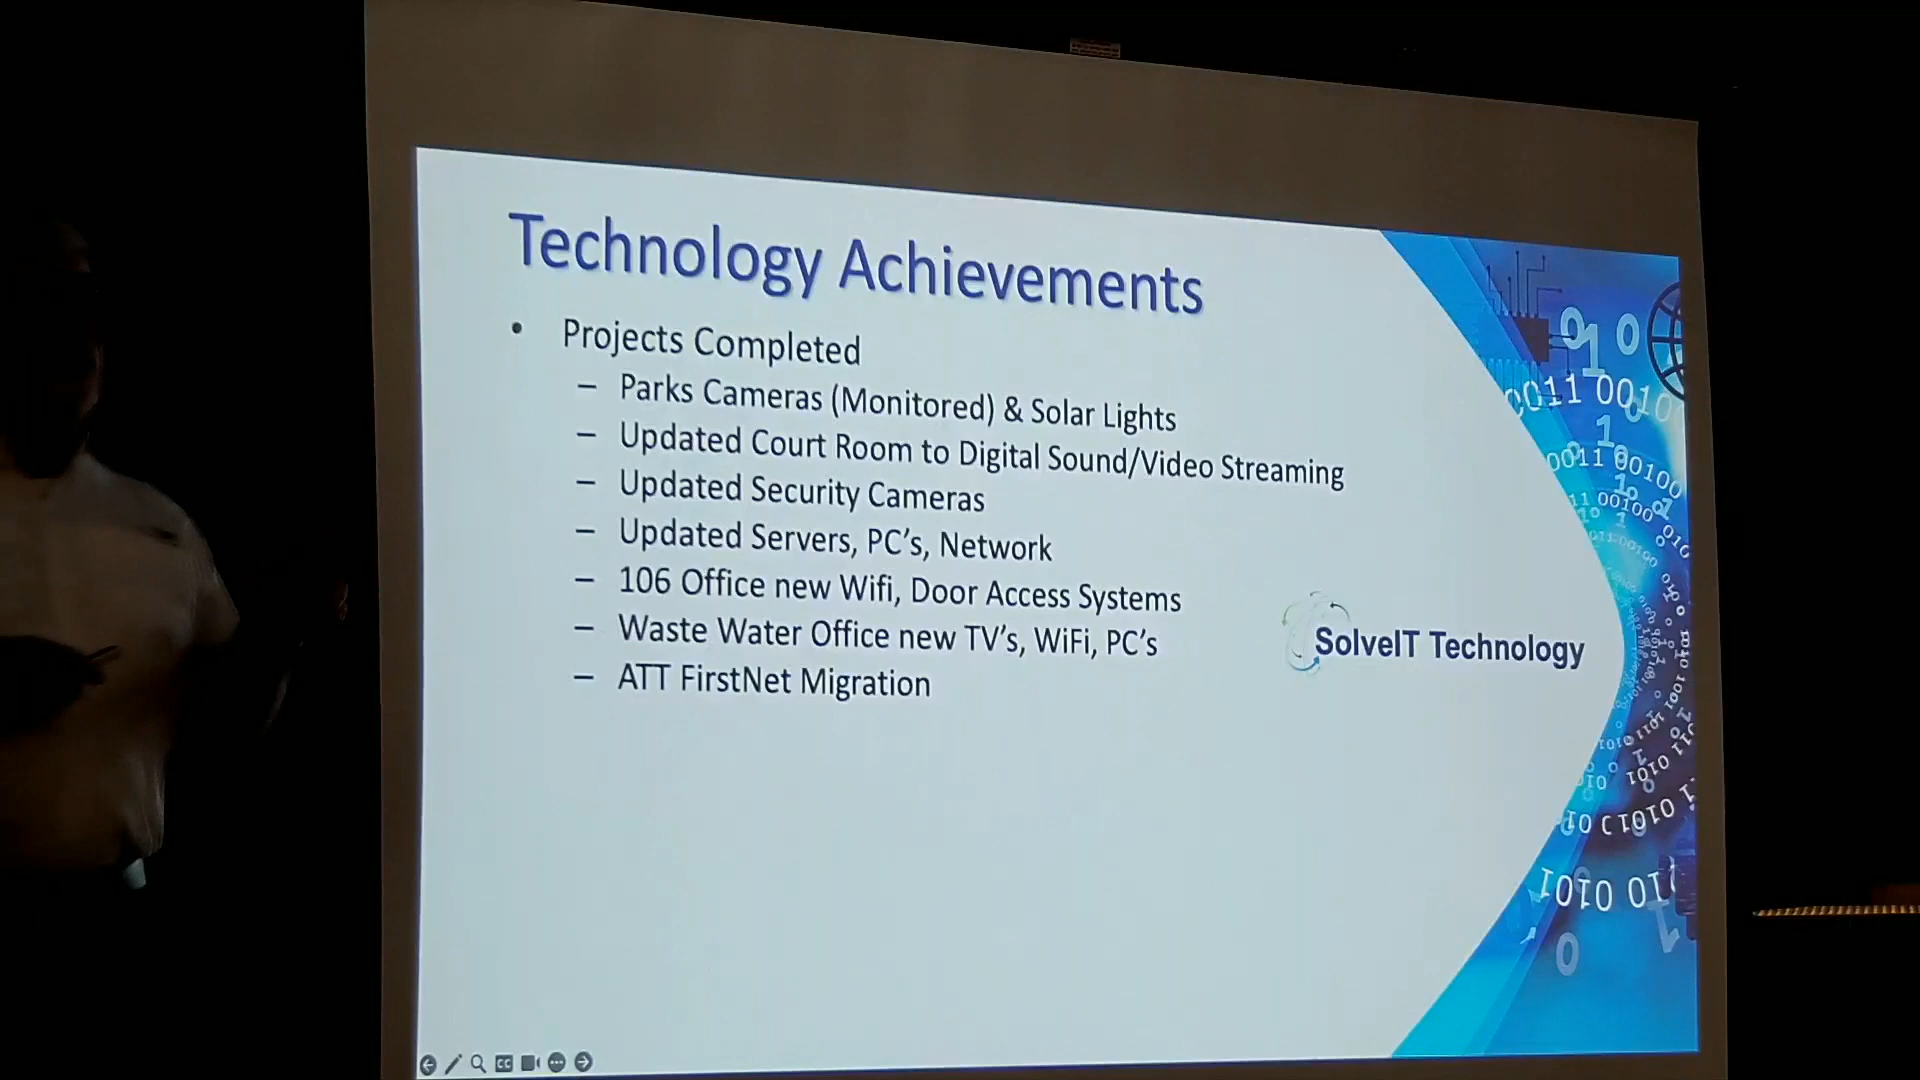 Technology Achievements
• Projects Completed
– Parks Cameras (Monitored) & Solar Lights
– Updated Court Room to Digital Sound/Video Streaming
– Updated Security Cameras
– Updated Servers, PC's, Network
– 106 Office new Wifi, Door Access Systems
– Waste Water Office new TV's, WiFi, PC's
– ATT FirstNet Migration
SolveIT Technology